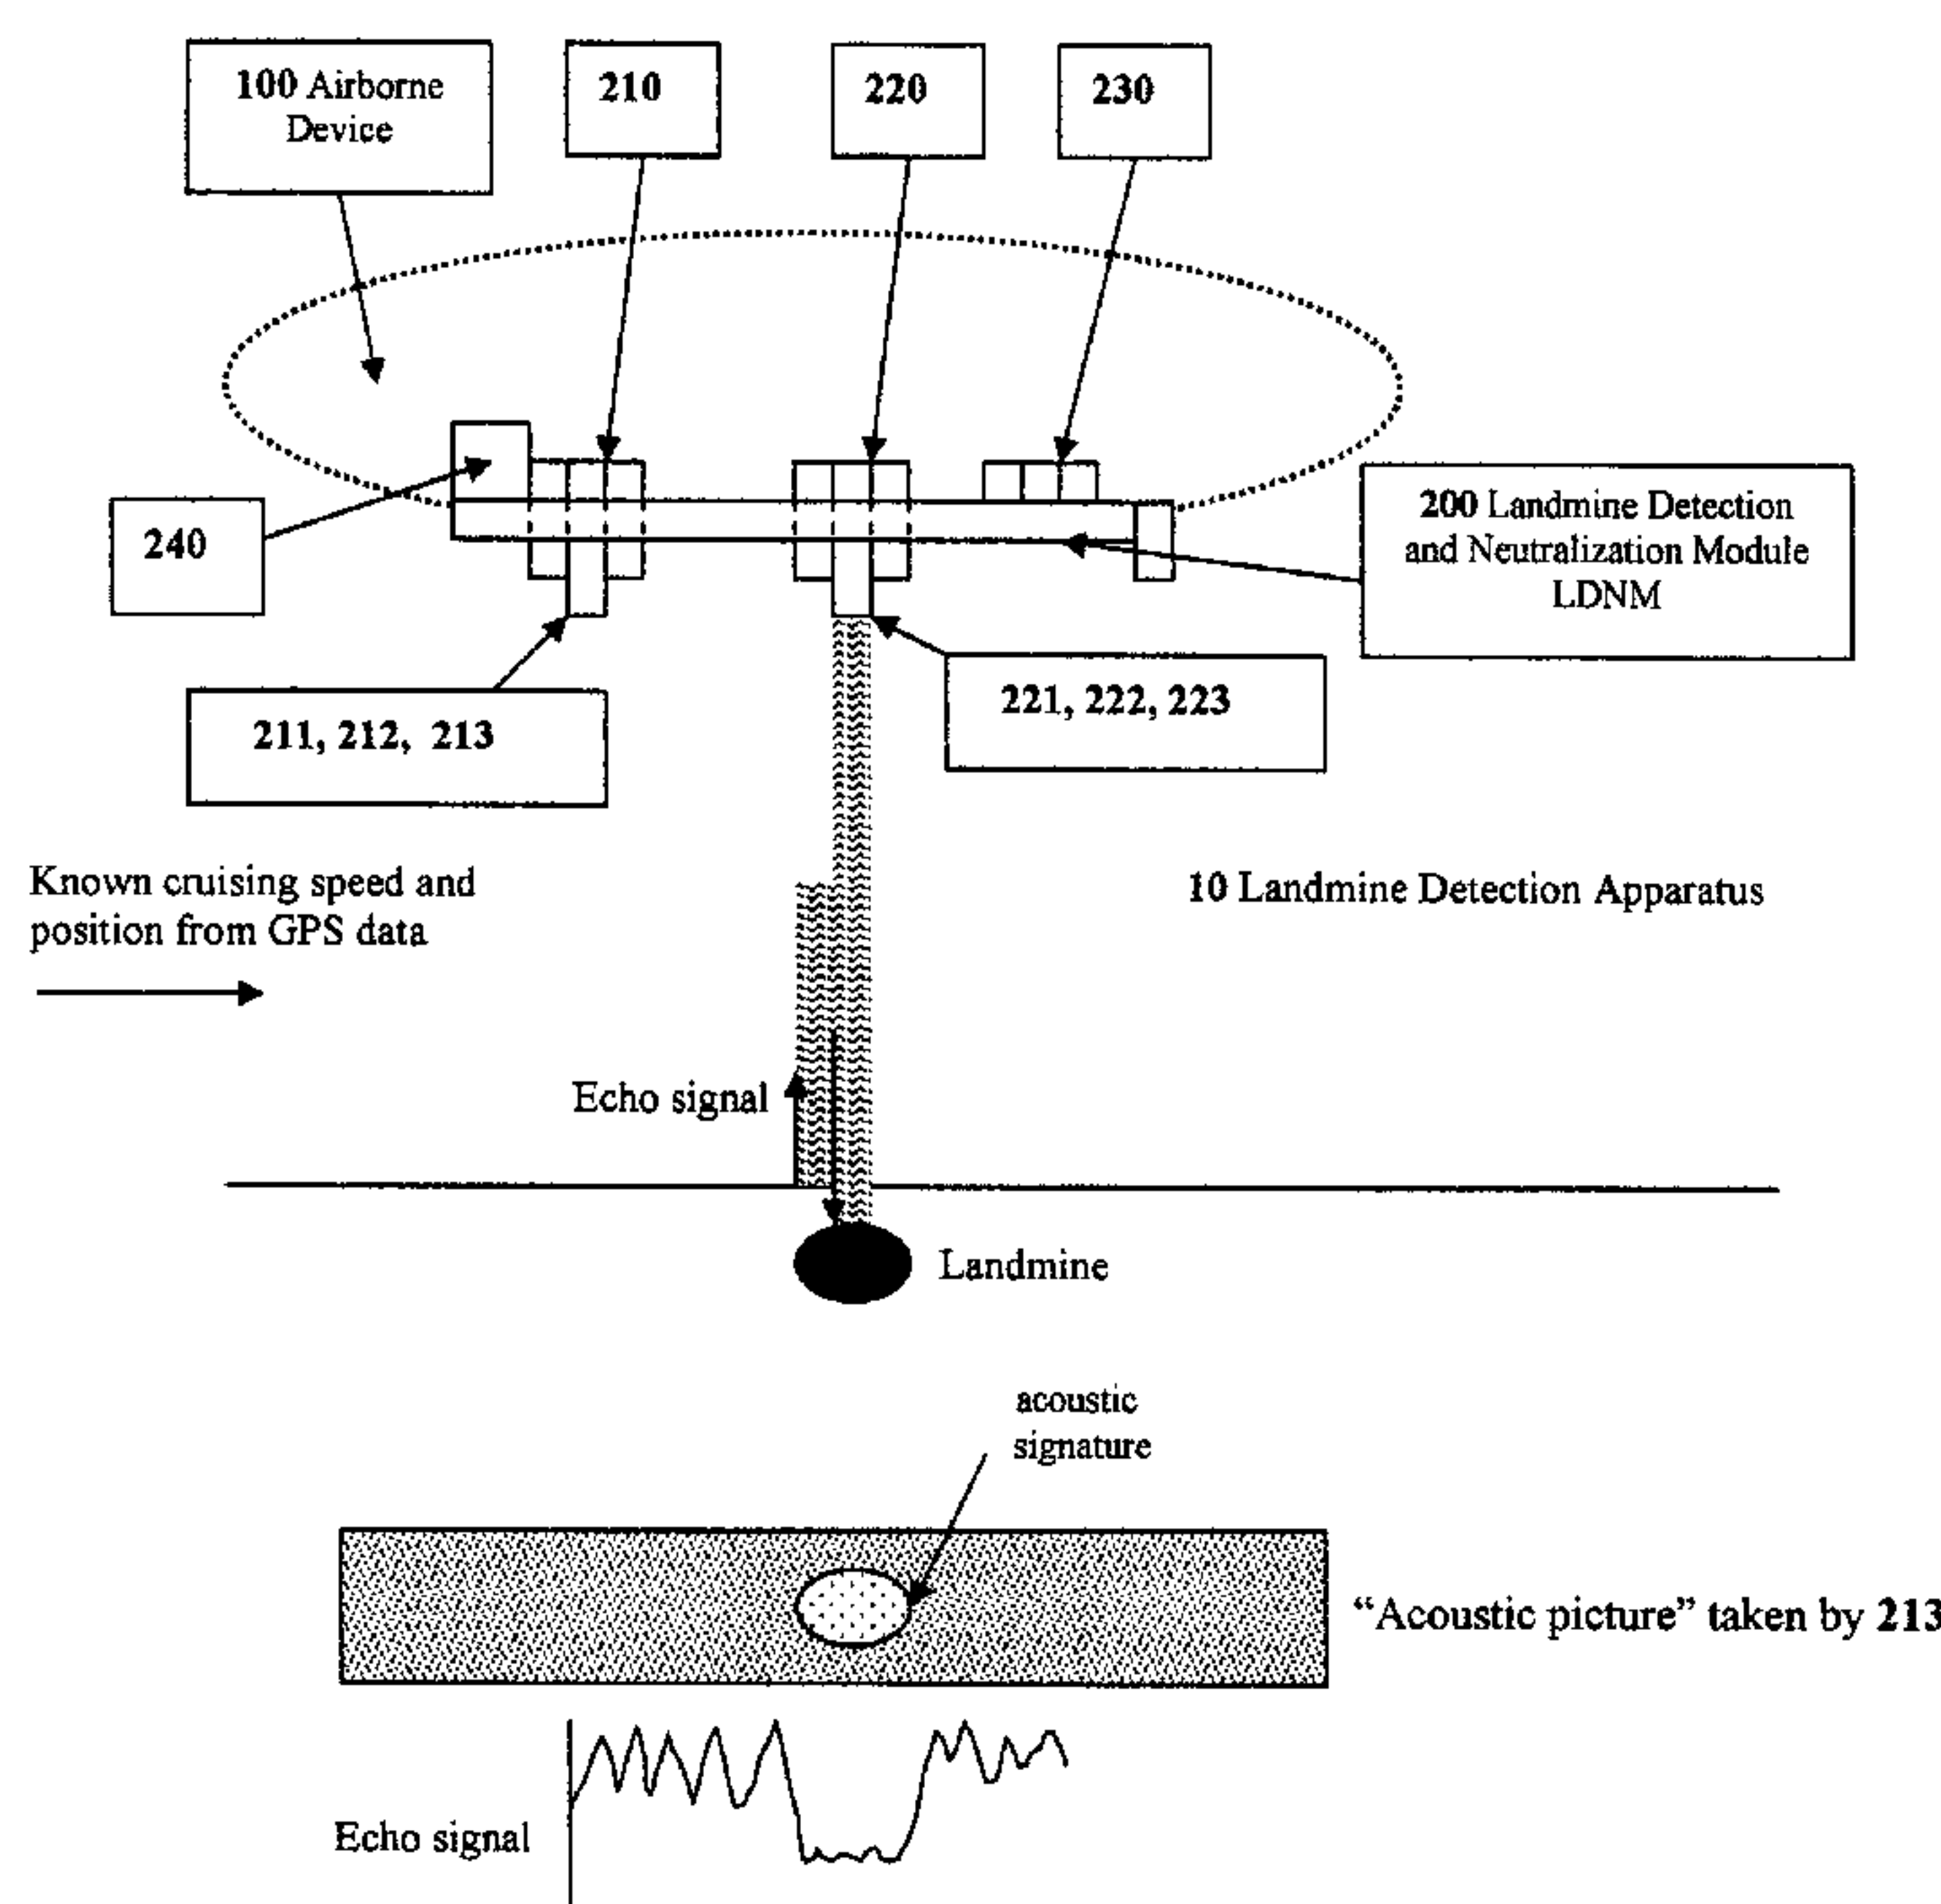 100 Airborne
Device
210
220
230
240
200 Landmine Detection
and Neutralization Module
LDNM
211, 212, 213
221, 222, 223
Known cruising speed and
position from GPS data
10 Landmine Detection Apparatus
Echo signal
Landmine
acoustic
signature
“Acoustic picture” taken by 213
Echo signal